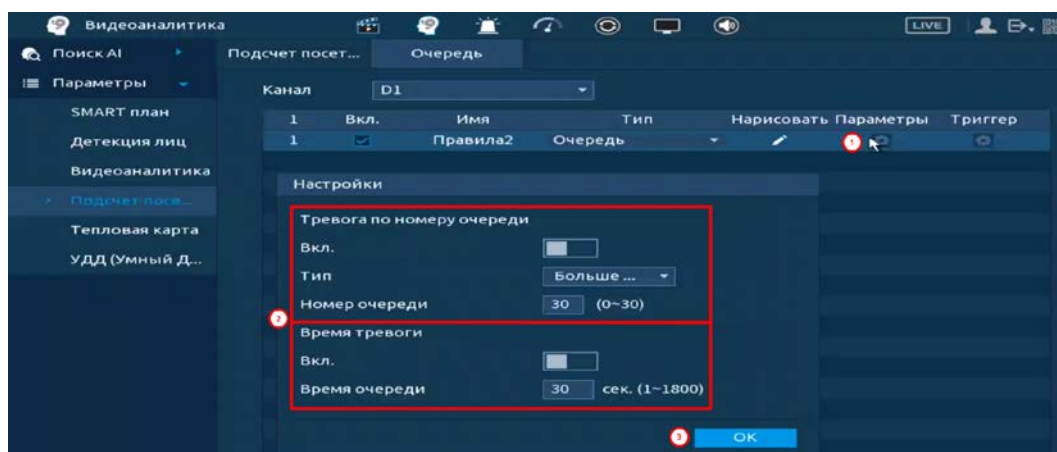 Видеоаналитика LIVE
Поиск AI Подсчет посет... Очередь
Параметры
Канал D1
SMART план
1 Вкл. Имя Тип Нарисовать Параметры Триггер
Детекция лиц
1 Правила2 Очередь 1
Видеоаналитика
Настройки
Подсчет посе...
Тревога по номеру очереди
Тепловая карта
Вкл.
УДД (Умный Д...
Тип Больше ...
Номер очереди 30 (0~30)
2
Время тревоги
Вкл.
Время очереди 30 сек. (1~1800)
3 OK